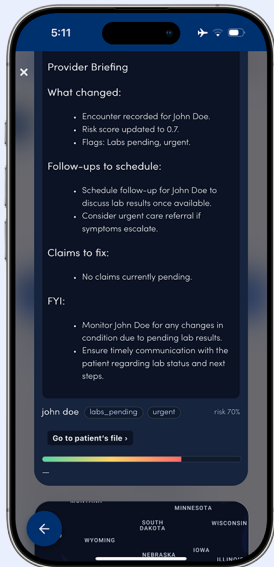 5:11
Provider Briefing
What changed:
Encounter recorded for John Doe.
Risk score updated to 0.7.
Flags: Labs pending, urgent.
Follow-ups to schedule:
Schedule follow-up for John Doe to
discuss lab results once available.
Consider urgent care referral if
symptoms escalate.
Claims to fix:
No claims currently pending.
FYI:
Monitor John Doe for any changes in
condition due to pending lab results.
Ensure timely communication with the
patient regarding lab status and next
steps.
john doe labs_pending urgent risk 70%
Go to patient's file ›
—
MONTANA
MINNESOTA
SOUTH
DAKOTA
WISCONSIN
WYOMING
IOWA
NEBRASKA